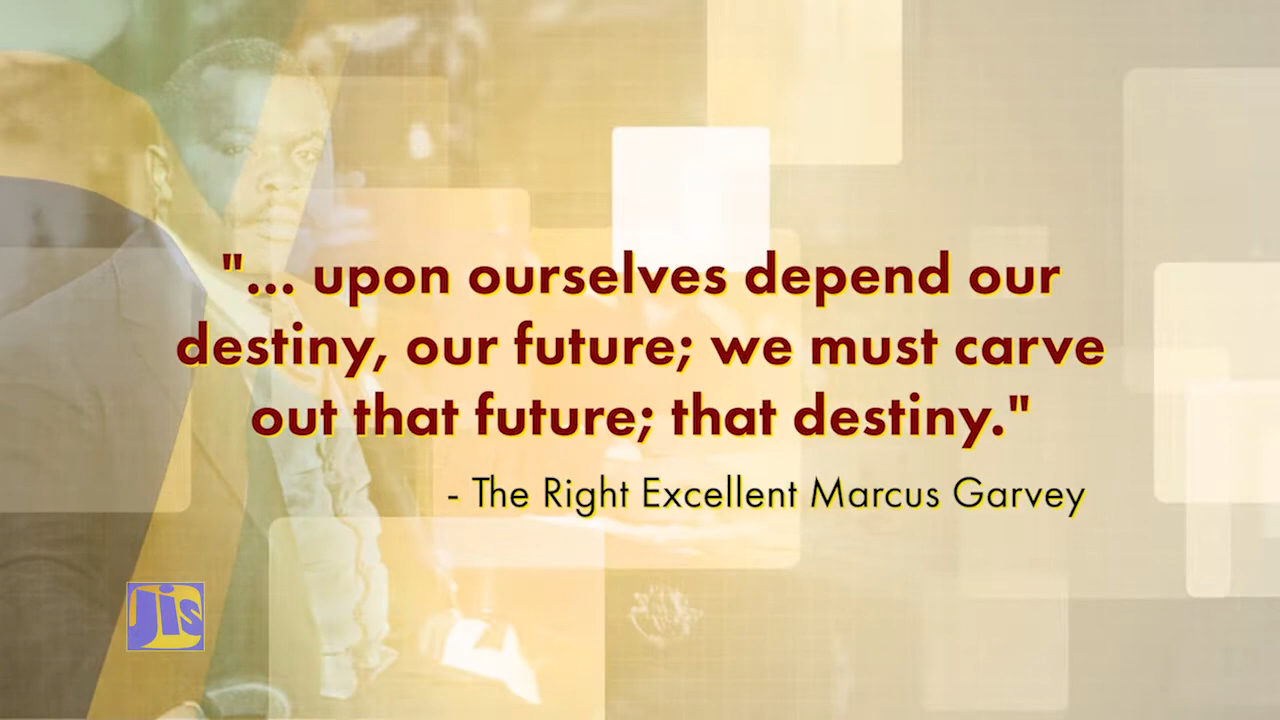 "... upon ourselves depend our
destiny, our future; we must carve
out that future; that destiny."
- The Right Excellent Marcus Garvey
Jis